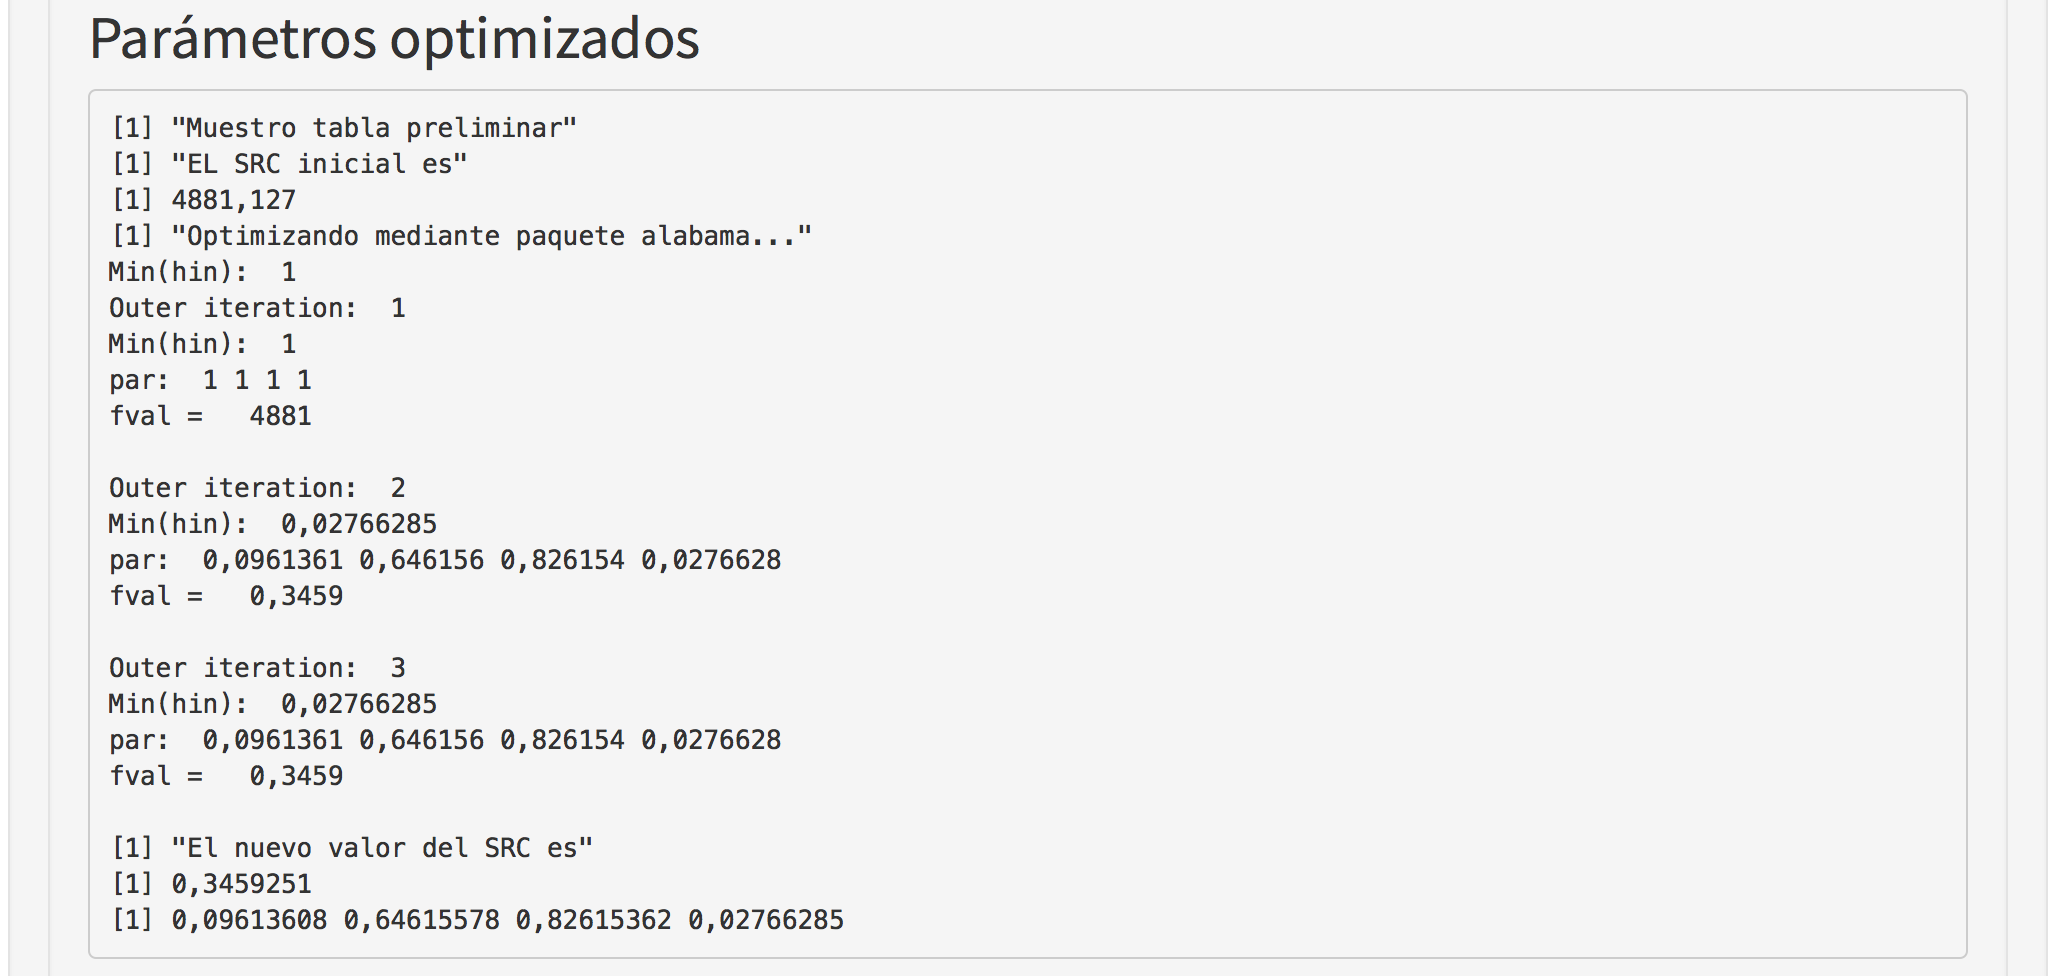 Parámetros optimizados
[1] "Muestro tabla preliminar"
[1] "EL SRC inicial es"
[1] 4881,127
[1] "Optimizando mediante paquete alabama..."
Min(hin):  1
Outer iteration:  1
Min(hin):  1
par:  1 1 1 1
fval =   4881
Outer iteration:  2
Min(hin):  0,02766285
par:  0,0961361 0,646156 0,826154 0,0276628
fval =   0,3459
Outer iteration:  3
Min(hin):  0,02766285
par:  0,0961361 0,646156 0,826154 0,0276628
fval =   0,3459
[1] "El nuevo valor del SRC es"
[1] 0,3459251
[1] 0,09613608 0,64615578 0,82615362 0,02766285